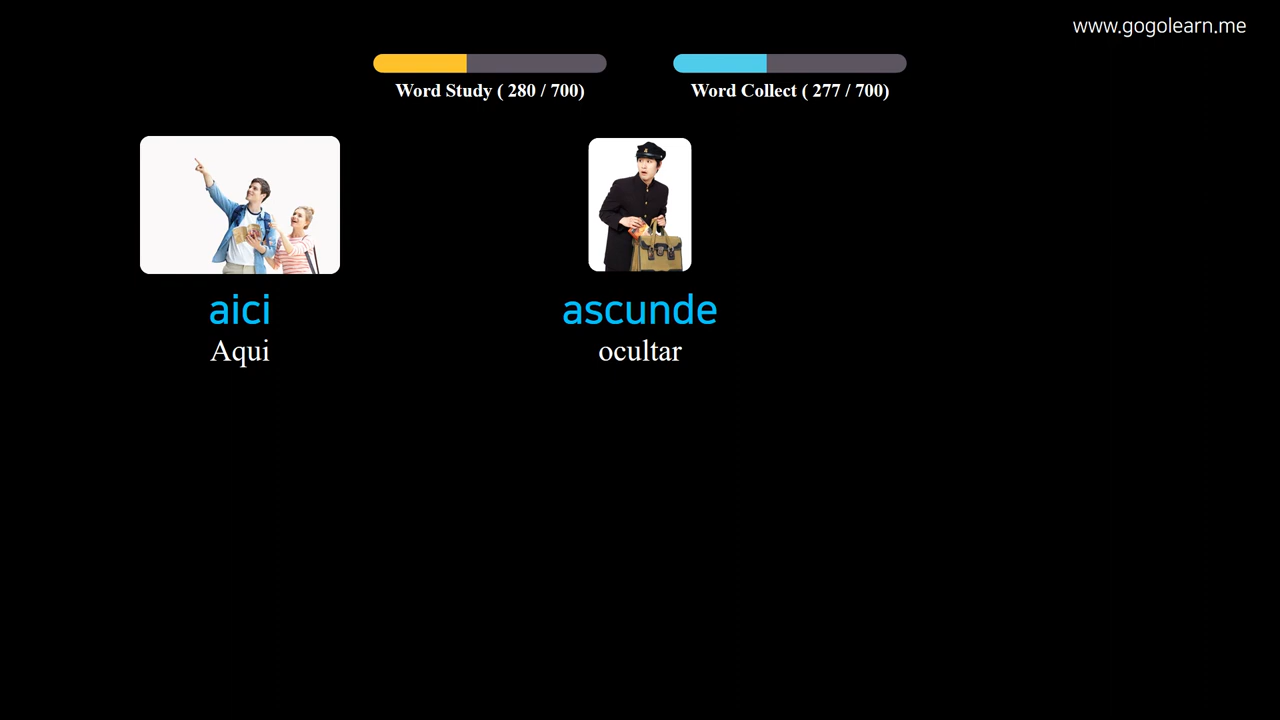 www.gogolearn.me
Word Study ( 280 / 700)
Word Collect ( 277 / 700)
aici
Aqui
ascunde
ocultar